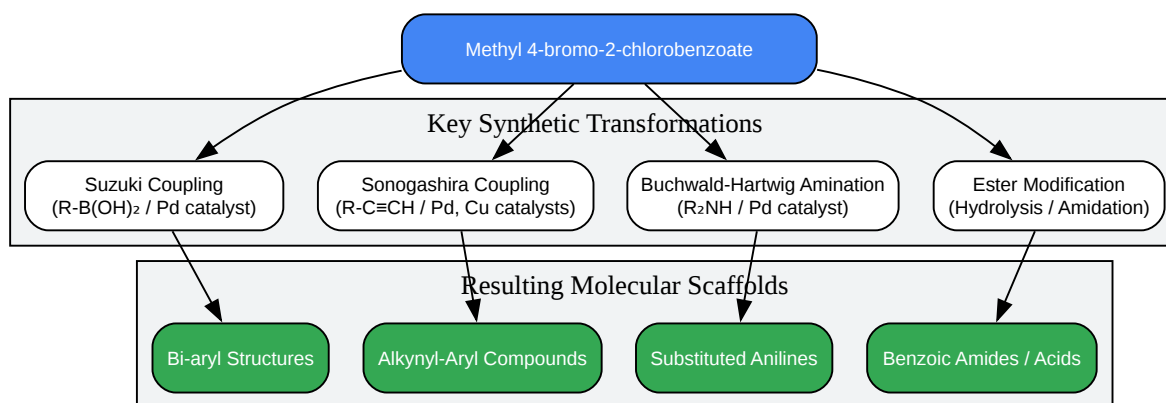 Methyl 4-bromo-2-chlorobenzoate
Key Synthetic Transformations
Suzuki Coupling
(R-B(OH)₂ / Pd catalyst)
Sonogashira Coupling
(R-C≡CH / Pd, Cu catalysts)
Buchwald-Hartwig Amination
(R₂NH / Pd catalyst)
Ester Modification
(Hydrolysis / Amidation)
Resulting Molecular Scaffolds
Bi-aryl Structures
Alkynyl-Aryl Compounds
Substituted Anilines
Benzoic Amides / Acids